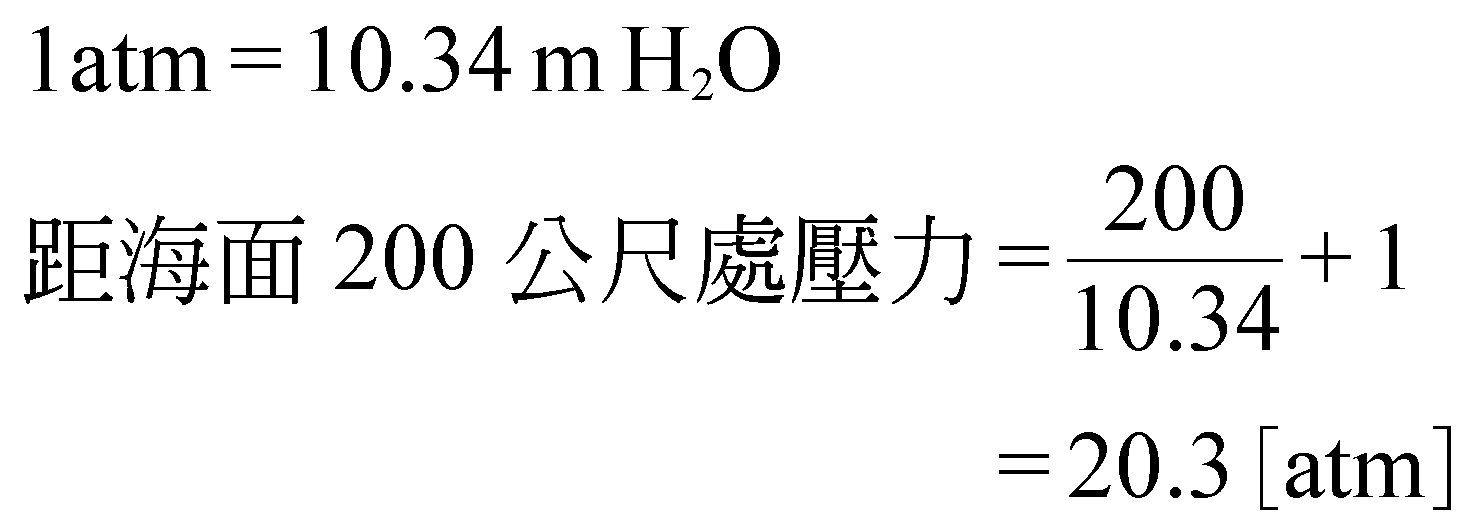 1atm = 10.34 m H₂O
距海面 200 公尺處壓力 = 200/10.34 + 1
= 20.3 [atm]